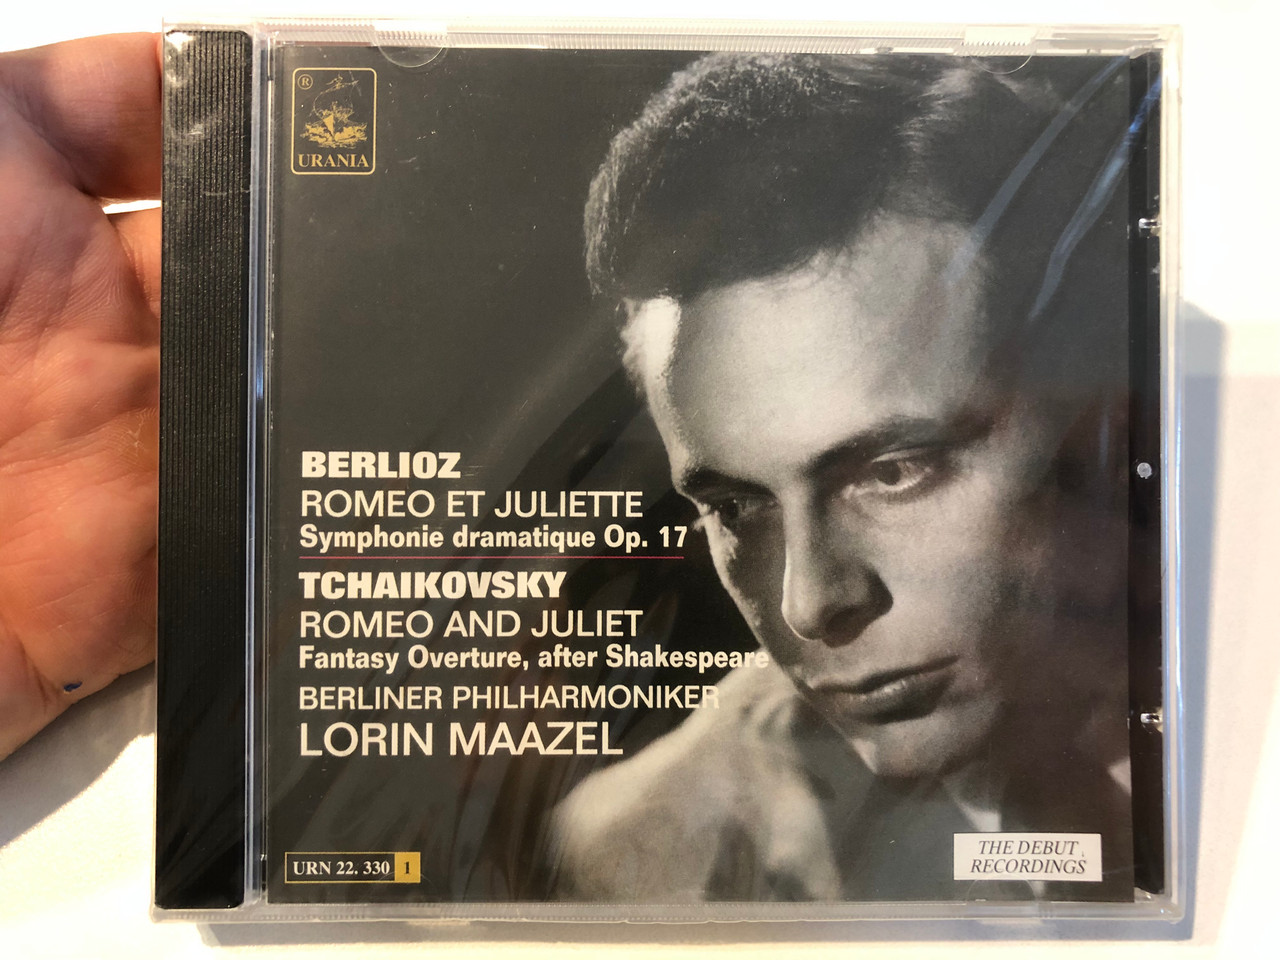 ®
URANIA
BERLIOZ
ROMEO ET JULIETTE
Symphonie dramatique Op. 17
TCHAIKOVSKY
ROMEO AND JULIET
Fantasy Overture, after Shakespeare
BERLINER PHILHARMONIKER
LORIN MAAZEL
URN 22. 330 1
THE DEBUT
RECORDINGS